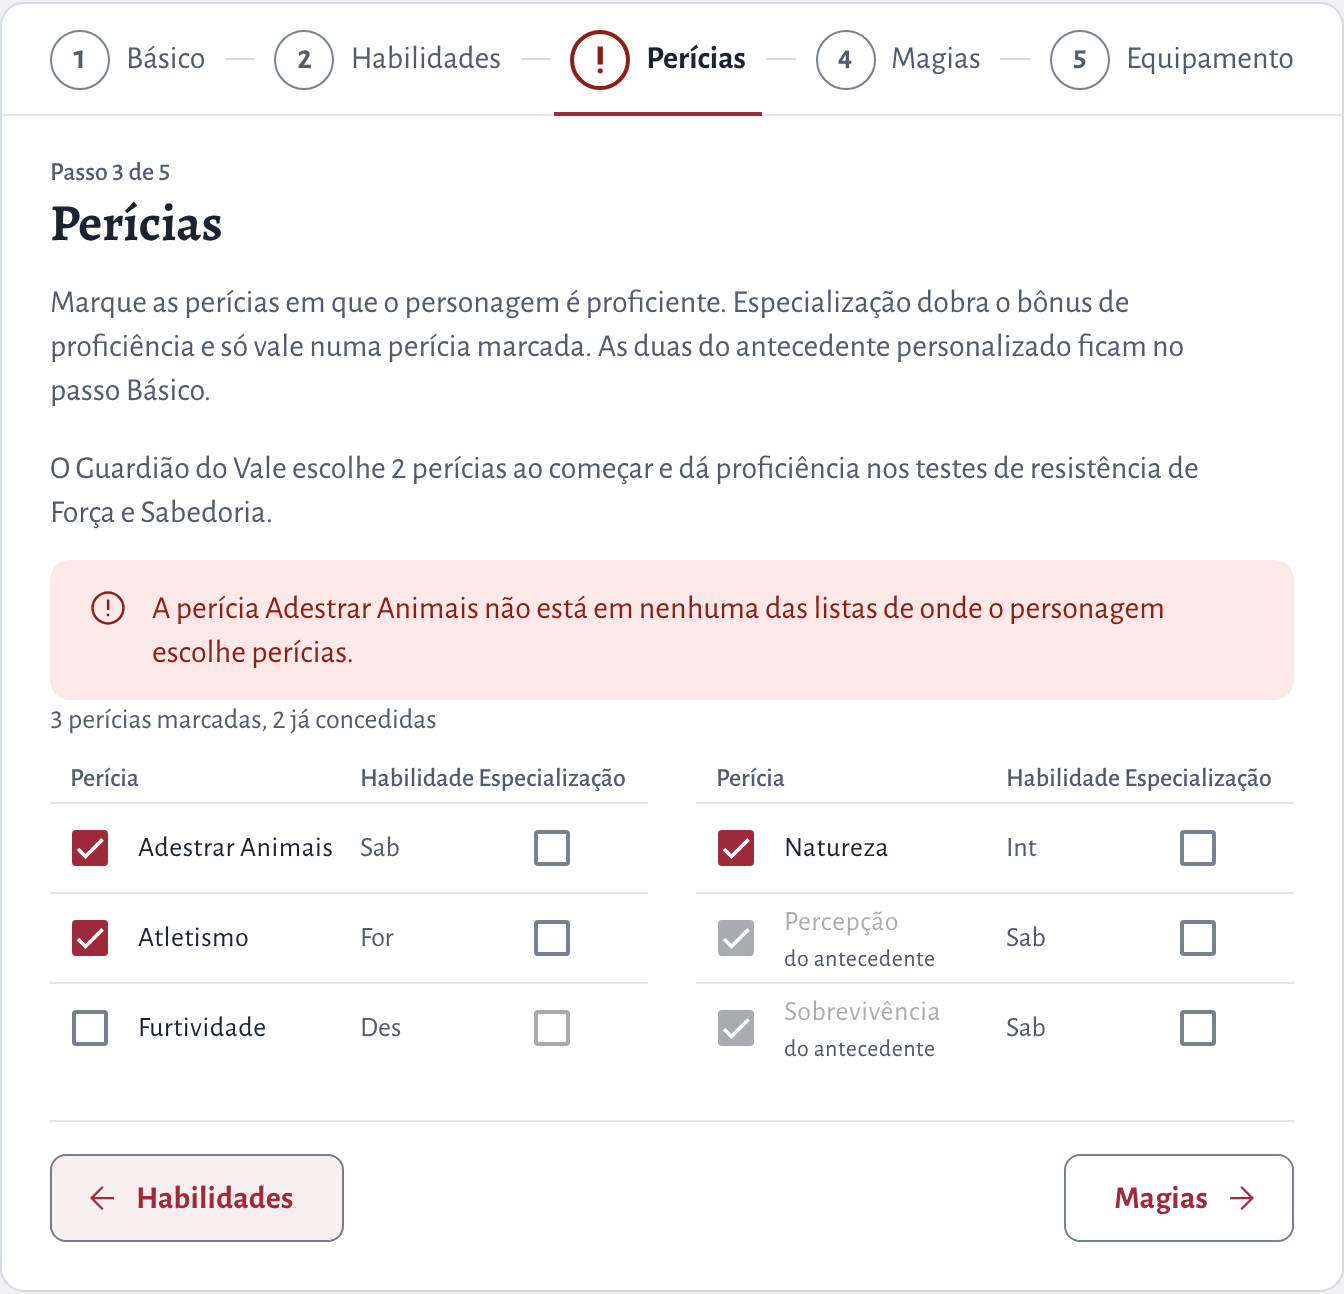 1 Básico 2 Habilidades ! Perícias 4 Magias 5 Equipamento
Passo 3 de 5
Perícias
Marque as perícias em que o personagem é proficiente. Especialização dobra o bônus de
proficiência e só vale numa perícia marcada. As duas do antecedente personalizado ficam no
passo Básico.
O Guardião do Vale escolhe 2 perícias ao começar e dá proficiência nos testes de resistência de
Força e Sabedoria.
A perícia Adestrar Animais não está em nenhuma das listas de onde o personagem
escolhe perícias.
3 perícias marcadas, 2 já concedidas
Perícia Habilidade Especialização
Adestrar Animais Sab
Atletismo For
Furtividade Des
Perícia Habilidade Especialização
Natureza Int
Percepção
do antecedente
Sab
Sobrevivência
do antecedente
Sab
← Habilidades
Magias →